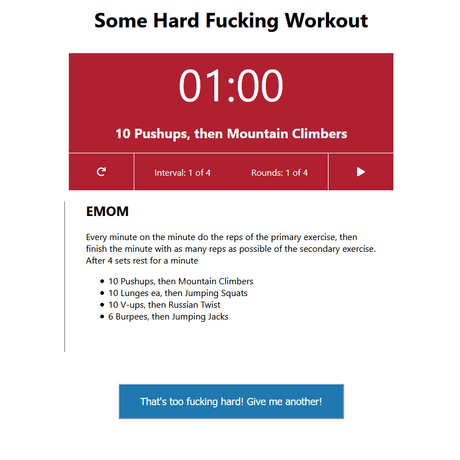 Some Hard Fucking Workout
01:00
10 Pushups, then Mountain Climbers
Interval: 1 of 4 Rounds: 1 of 4
EMOM
Every minute on the minute do the reps of the primary exercise, then
finish the minute with as many reps as possible of the secondary exercise.
After 4 sets rest for a minute
10 Pushups, then Mountain Climbers
10 Lunges ea, then Jumping Squats
10 V-ups, then Russian Twist
6 Burpees, then Jumping Jacks
That's too fucking hard! Give me another!